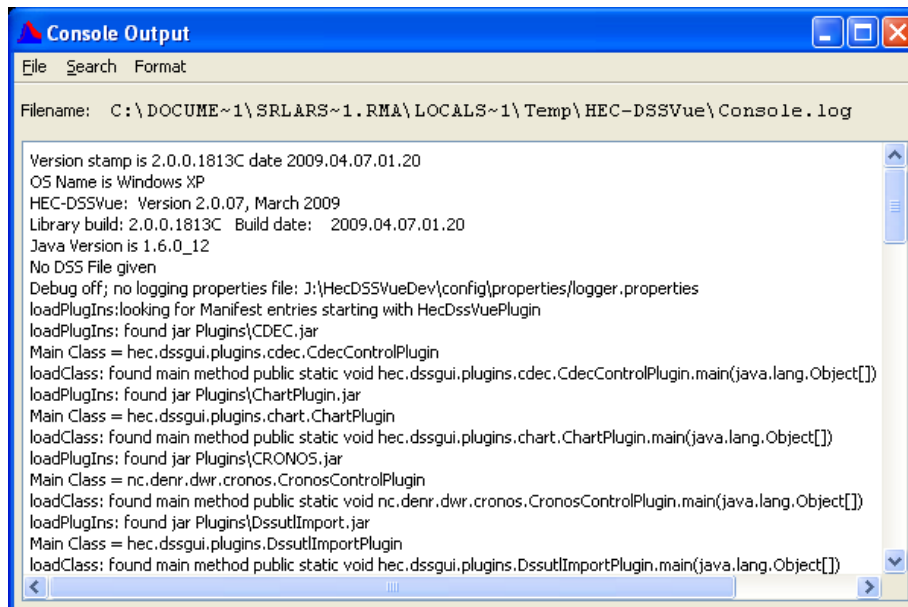 Console Output
File Search Format
Filename: C:\DOCUME~1\SRLARS~1.RMA\LOCALS~1\Temp\HEC-DSSVue\Console.log
Version stamp is 2.0.0.1813C date 2009.04.07.01.20
OS Name is Windows XP
HEC-DSSVue: Version 2.0.07, March 2009
Library build: 2.0.0.1813C Build date: 2009.04.07.01.20
Java Version is 1.6.0_12
No DSS File given
Debug off; no logging properties file: J:\HecDSSVueDev\config\properties/logger.properties
loadPlugIns:looking for Manifest entries starting with HecDssVuePlugin
loadPlugIns: found jar Plugins\CDEC.jar
Main Class = hec.dssgui.plugins.cdec.CdecControlPlugin
loadClass: found main method public static void hec.dssgui.plugins.cdec.CdecControlPlugin.main(java.lang.Object[])
loadPlugIns: found jar Plugins\ChartPlugin.jar
Main Class = hec.dssgui.plugins.chart.ChartPlugin
loadClass: found main method public static void hec.dssgui.plugins.chart.ChartPlugin.main(java.lang.Object[])
loadPlugIns: found jar Plugins\CRONOS.jar
Main Class = nc.denr.dwr.cronos.CronosControlPlugin
loadClass: found main method public static void nc.denr.dwr.cronos.CronosControlPlugin.main(java.lang.Object[])
loadPlugIns: found jar Plugins\DssutlImport.jar
Main Class = hec.dssgui.plugins.DssutlImportPlugin
loadClass: found main method public static void hec.dssgui.plugins.DssutlImportPlugin.main(java.lang.Object[])